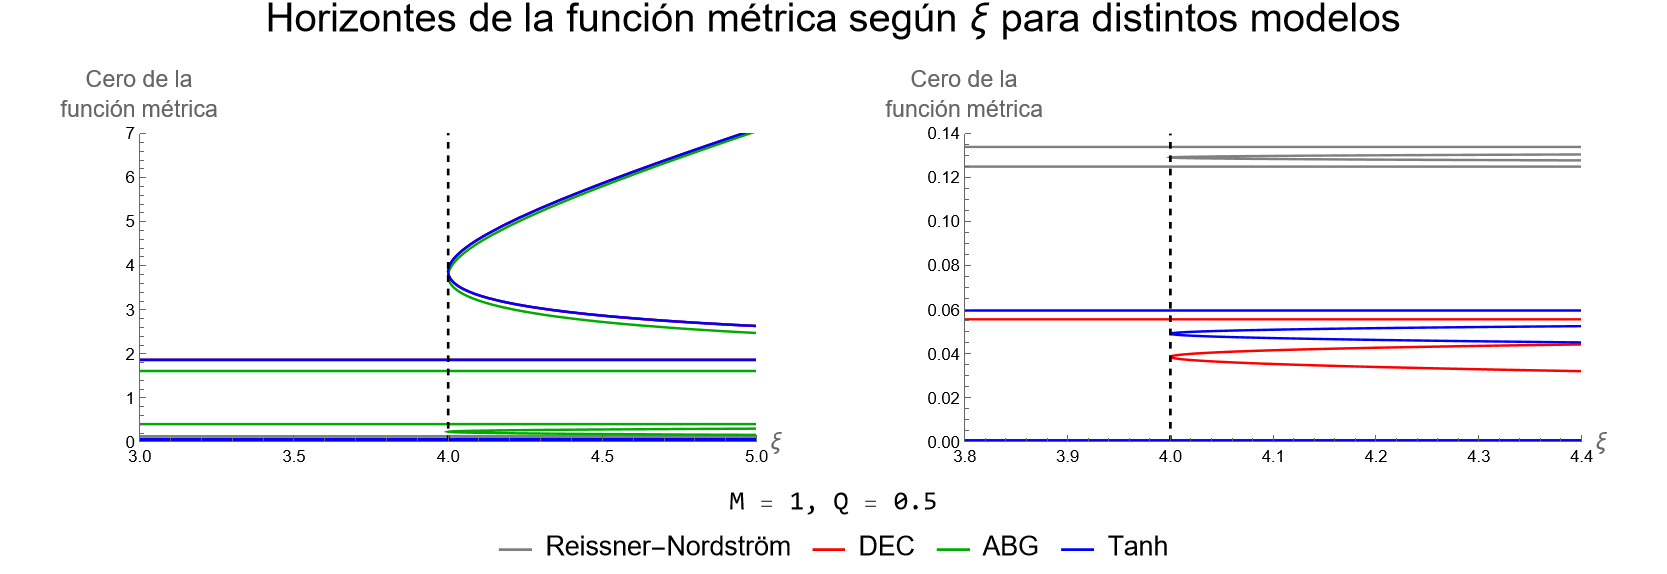 Horizontes de la función métrica según ξ para distintos modelos
Cero de la
función métrica
7
6
5
4
3
2
1
0
3.0 3.5 4.0 4.5 5.0
ξ
Cero de la
función métrica
0.14
0.12
0.10
0.08
0.06
0.04
0.02
0.00
3.8 3.9 4.0 4.1 4.2 4.3 4.4
ξ
M = 1, Q = 0.5
Reissner–Nordström DEC ABG Tanh